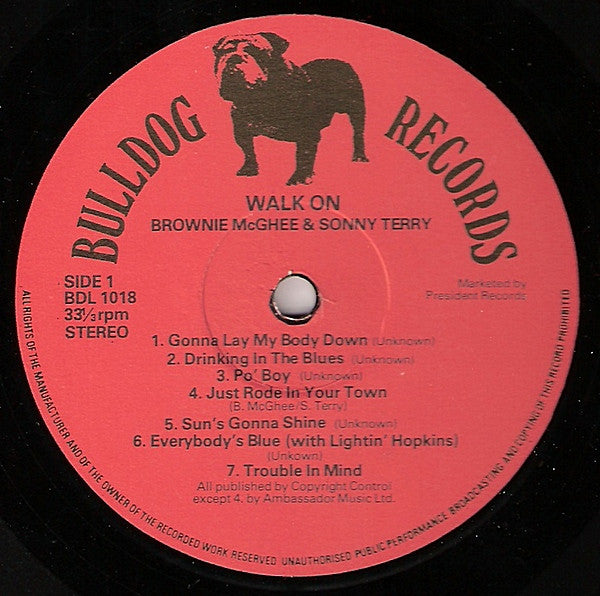 BULLDOG RECORDS
WALK ON
BROWNIE McGHEE & SONNY TERRY
SIDE 1
BDL 1018
33⅓rpm
STEREO
Marketed by
President Records
1. Gonna Lay My Body Down (Unknown)
2. Drinking In The Blues (Unknown)
3. Po' Boy (Unknown)
4. Just Rode In Your Town
(B. McGhee/S. Terry)
5. Sun's Gonna Shine (Unknown)
6. Everybody's Blue (with Lightin' Hopkins)
(Unkown)
7. Trouble In Mind
All published by Copyright Control
except 4. by Ambassador Music Ltd.
ALL RIGHTS OF THE MANUFACTURER AND OF THE OWNER OF THE RECORDED WORK RESERVED UNAUTHORISED PUBLIC PERFORMANCE BROADCASTING AND COPYING OF THIS RECORD PROHIBITED